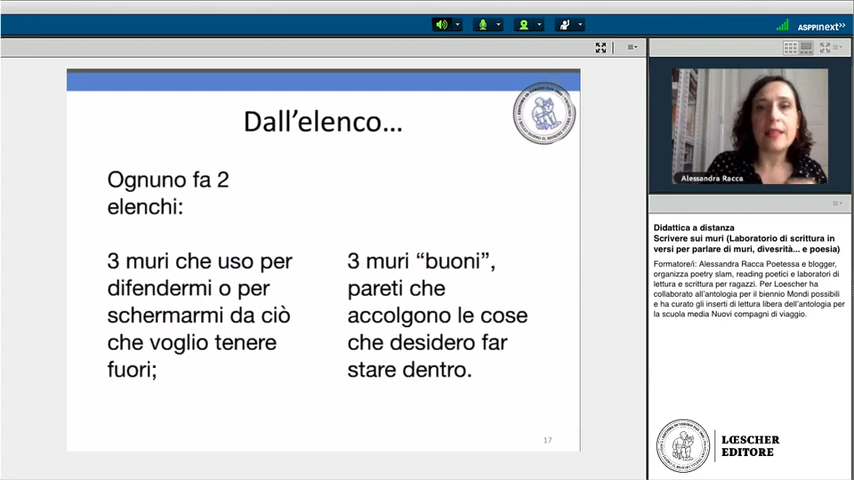 ASPPInext»
Dall'elenco...
Ognuno fa 2
elenchi:
3 muri che uso per
difendermi o per
schermarmi da ciò
che voglio tenere
fuori;
3 muri “buoni”,
pareti che
accolgono le cose
che desidero far
stare dentro.
17
Alessandra Racca
Didattica a distanza
Scrivere sui muri (Laboratorio di scrittura in
versi per parlare di muri, divesrità... e poesia)
Formatore/i: Alessandra Racca Poetessa e blogger,
organizza poetry slam, reading poetici e laboratori di
lettura e scrittura per ragazzi. Per Loescher ha
collaborato all'antologia per il biennio Mondi possibili
e ha curato gli inserti di lettura libera dell'antologia per
la scuola media Nuovi compagni di viaggio.
LŒSCHER
EDITORE